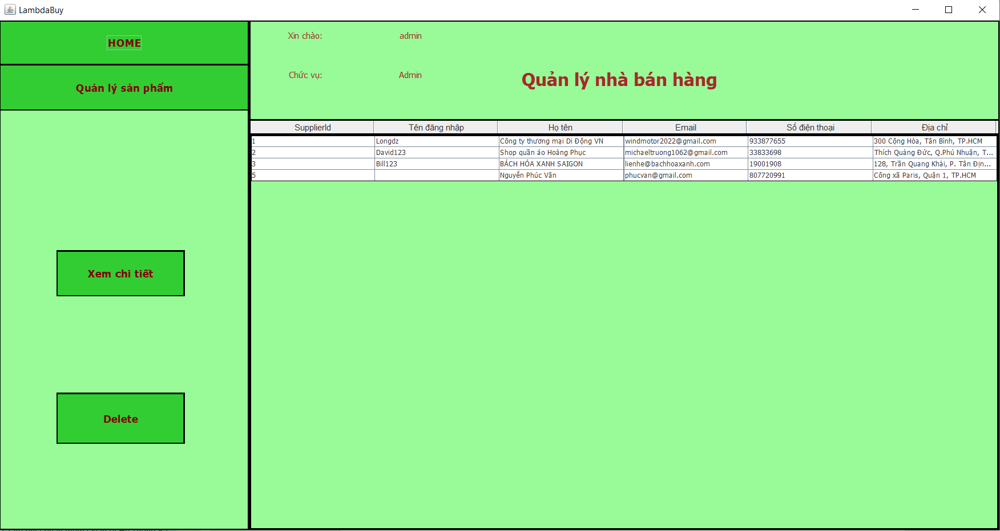 LambdaBuy
HOME
Quản lý sản phẩm
Xem chi tiết
Delete
Xin chào: admin
Chức vụ: Admin
Quản lý nhà bán hàng
SupplierId Tên đăng nhập Họ tên Email Số điện thoại Địa chỉ
1 Longdz Công ty thương mại Di Động VN windmotor2022@gmail.com 933877655 300 Cộng Hòa, Tân Bình, TP.HCM
2 David123 Shop quần áo Hoàng Phục michaeltruong1062@gmail.com 33833698 Thích Quảng Đức, Q.Phú Nhuận, T...
3 Bill123 BÁCH HÓA XANH SAIGON lienhe@bachhoaxanh.com 19001908 128, Trần Quang Khải, P. Tân Địn...
5 Nguyễn Phúc Văn phucvan@gmail.com 807720991 Công xã Paris, Quận 1, TP.HCM